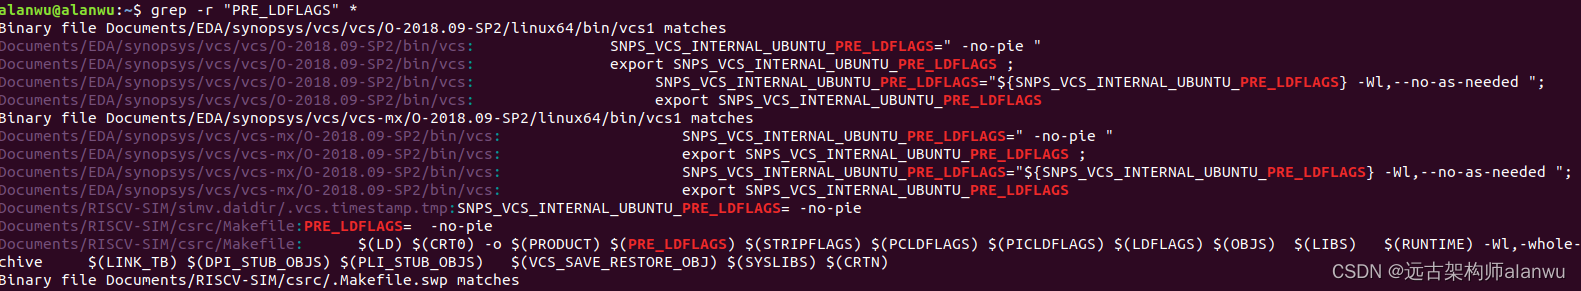 alanwu@alanwu:~$ grep -r "PRE_LDFLAGS" *
Binary file Documents/EDA/synopsys/vcs/vcs/O-2018.09-SP2/linux64/bin/vcs1 matches
Documents/EDA/synopsys/vcs/vcs/O-2018.09-SP2/bin/vcs: SNPS_VCS_INTERNAL_UBUNTU_PRE_LDFLAGS=" -no-pie "
Documents/EDA/synopsys/vcs/vcs/O-2018.09-SP2/bin/vcs: export SNPS_VCS_INTERNAL_UBUNTU_PRE_LDFLAGS ;
Documents/EDA/synopsys/vcs/vcs/O-2018.09-SP2/bin/vcs: SNPS_VCS_INTERNAL_UBUNTU_PRE_LDFLAGS="${SNPS_VCS_INTERNAL_UBUNTU_PRE_LDFLAGS} -Wl,--no-as-needed ";
Documents/EDA/synopsys/vcs/vcs/O-2018.09-SP2/bin/vcs: export SNPS_VCS_INTERNAL_UBUNTU_PRE_LDFLAGS
Binary file Documents/EDA/synopsys/vcs/vcs-mx/O-2018.09-SP2/linux64/bin/vcs1 matches
Documents/EDA/synopsys/vcs/vcs-mx/O-2018.09-SP2/bin/vcs: SNPS_VCS_INTERNAL_UBUNTU_PRE_LDFLAGS=" -no-pie "
Documents/EDA/synopsys/vcs/vcs-mx/O-2018.09-SP2/bin/vcs: export SNPS_VCS_INTERNAL_UBUNTU_PRE_LDFLAGS ;
Documents/EDA/synopsys/vcs/vcs-mx/O-2018.09-SP2/bin/vcs: SNPS_VCS_INTERNAL_UBUNTU_PRE_LDFLAGS="${SNPS_VCS_INTERNAL_UBUNTU_PRE_LDFLAGS} -Wl,--no-as-needed ";
Documents/EDA/synopsys/vcs/vcs-mx/O-2018.09-SP2/bin/vcs: export SNPS_VCS_INTERNAL_UBUNTU_PRE_LDFLAGS
Documents/RISCV-SIM/simv.daidir/.vcs.timestamp.tmp:SNPS_VCS_INTERNAL_UBUNTU_PRE_LDFLAGS= -no-pie
Documents/RISCV-SIM/csrc/Makefile:PRE_LDFLAGS= -no-pie
Documents/RISCV-SIM/csrc/Makefile: $(LD) $(CRT0) -o $(PRODUCT) $(PRE_LDFLAGS) $(STRIPFLAGS) $(PCLDFLAGS) $(PICLDFLAGS) $(LDFLAGS) $(OBJS) $(LIBS) $(RUNTIME) -Wl,-whole-
chive $(LINK_TB) $(DPI_STUB_OBJS) $(PLI_STUB_OBJS) $(VCS_SAVE_RESTORE_OBJ) $(SYSLIBS) $(CRTN)
Binary file Documents/RISCV-SIM/csrc/.Makefile.swp matches
CSDN @远古架构师alanwu